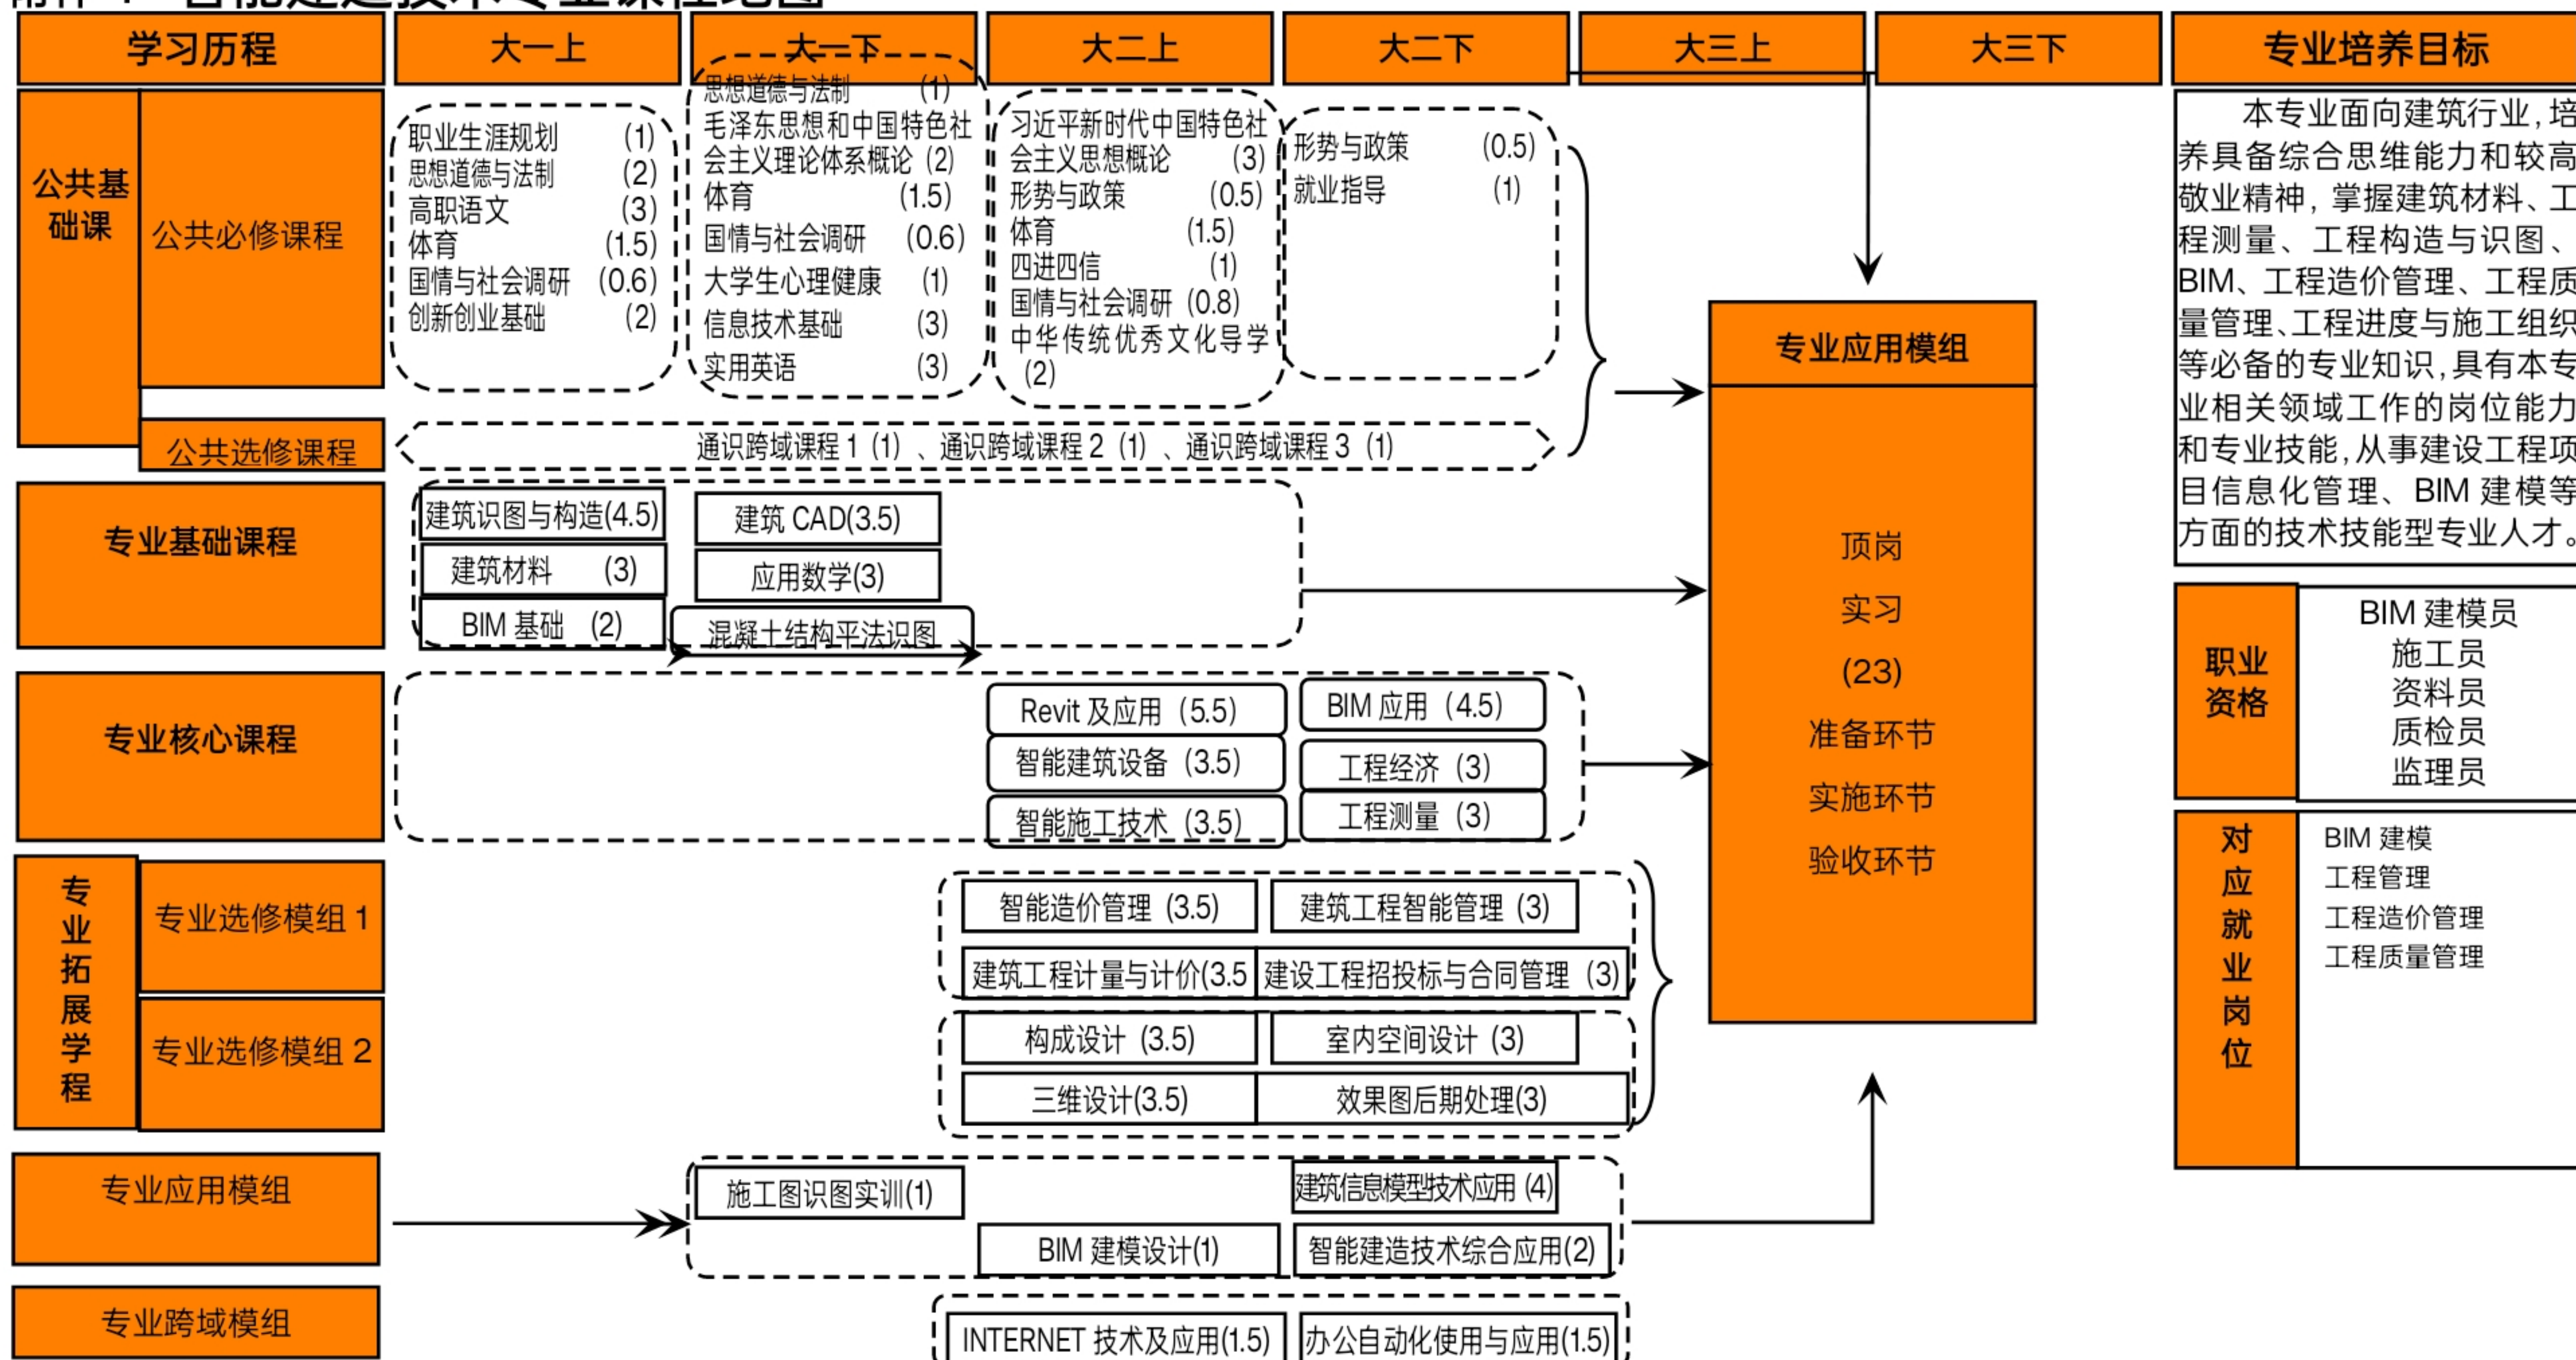 智能建造技术专业课程地图
学习历程
大一上
大一下
大二上
大二下
大三上
大三下
专业培养目标
公共基
础课
公共必修课程
职业生涯规划 (1)
思想道德与法制 (2)
高职语文 (3)
体育 (1.5)
国情与社会调研 (0.6)
创新创业基础 (2)
思想道德与法制 (1)
毛泽东思想和中国特色社
会主义理论体系概论 (2)
体育 (1.5)
国情与社会调研 (0.6)
大学生心理健康 (1)
信息技术基础 (3)
实用英语 (3)
习近平新时代中国特色社
会主义思想概论 (3)
形势与政策 (0.5)
体育 (1.5)
四进四信 (1)
国情与社会调研 (0.8)
中华传统优秀文化导学
(2)
形势与政策 (0.5)
就业指导 (1)
公共选修课程
通识跨域课程 1 (1) 、通识跨域课程 2 (1) 、通识跨域课程 3 (1)
专业基础课程
建筑识图与构造(4.5)
建筑材料 (3)
BIM 基础 (2)
建筑 CAD(3.5)
应用数学(3)
混凝土结构平法识图
专业核心课程
Revit 及应用 (5.5)
智能建筑设备 (3.5)
智能施工技术 (3.5)
BIM 应用 (4.5)
工程经济 (3)
工程测量 (3)
专
业
拓
展
学
程
专业选修模组 1
智能造价管理 (3.5)
建筑工程智能管理 (3)
建筑工程计量与计价(3.5
建设工程招投标与合同管理 (3)
专业选修模组 2
构成设计 (3.5)
室内空间设计 (3)
三维设计(3.5)
效果图后期处理(3)
专业应用模组
施工图识图实训(1)
建筑信息模型技术应用 (4)
BIM 建模设计(1)
智能建造技术综合应用(2)
专业跨域模组
INTERNET 技术及应用(1.5)
办公自动化使用与应用(1.5)
专业应用模组
顶岗
实习
(23)
准备环节
实施环节
验收环节
本专业面向建筑行业,培
养具备综合思维能力和较高
敬业精神, 掌握建筑材料、工
程测量、工程构造与识图、
BIM、工程造价管理、工程质
量管理、工程进度与施工组织
等必备的专业知识,具有本专
业相关领域工作的岗位能力
和专业技能,从事建设工程项
目信息化管理、BIM 建模等
方面的技术技能型专业人才。
职业
资格
BIM 建模员
施工员
资料员
质检员
监理员
对
应
就
业
岗
位
BIM 建模
工程管理
工程造价管理
工程质量管理